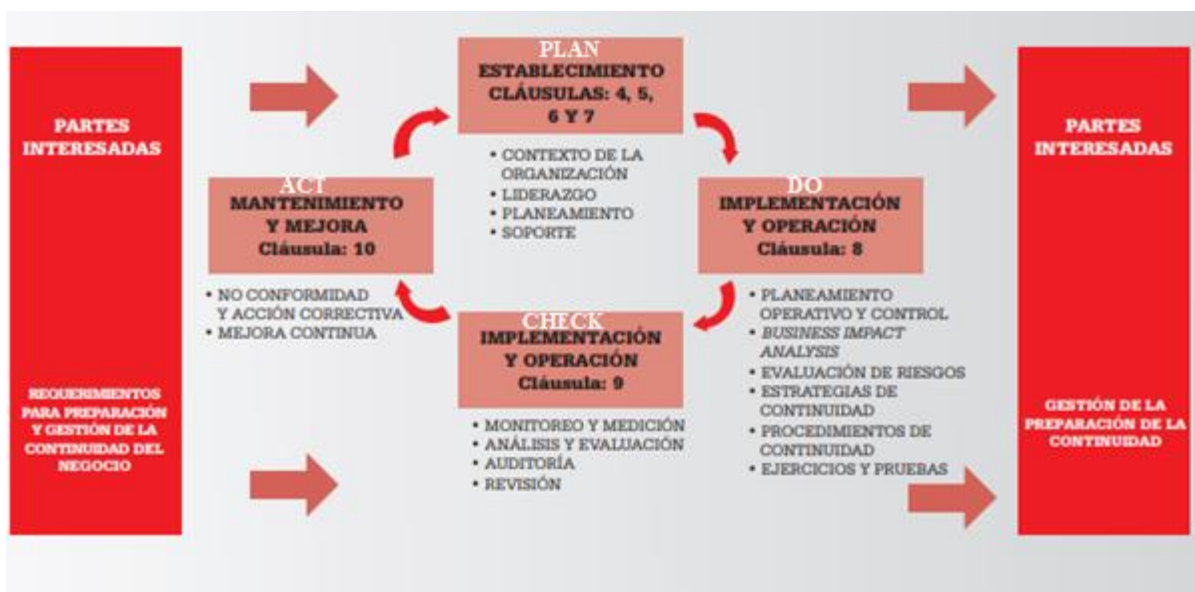 PARTES
INTERESADAS
REQUERIMIENTOS
PARA PREPARACIÓN
Y GESTIÓN DE LA
CONTINUIDAD DEL
NEGOCIO
PLAN
ESTABLECIMIENTO
CLÁUSULAS: 4, 5,
6 Y 7
• CONTEXTO DE LA
ORGANIZACIÓN
• LIDERAZGO
• PLANEAMIENTO
• SOPORTE
DO
IMPLEMENTACIÓN
Y OPERACIÓN
Cláusula: 8
• PLANEAMIENTO
OPERATIVO Y CONTROL
• BUSINESS IMPACT
ANALYSIS
• EVALUACIÓN DE RIESGOS
• ESTRATEGIAS DE
CONTINUIDAD
• PROCEDIMIENTOS DE
CONTINUIDAD
• EJERCICIOS Y PRUEBAS
CHECK
IMPLEMENTACIÓN
Y OPERACIÓN
Cláusula: 9
• MONITOREO Y MEDICIÓN
• ANÁLISIS Y EVALUACIÓN
• AUDITORÍA
• REVISIÓN
ACT
MANTENIMIENTO
Y MEJORA
Cláusula: 10
• NO CONFORMIDAD
Y ACCIÓN CORRECTIVA
• MEJORA CONTINUA
PARTES
INTERESADAS
GESTIÓN DE LA
PREPARACIÓN DE LA
CONTINUIDAD